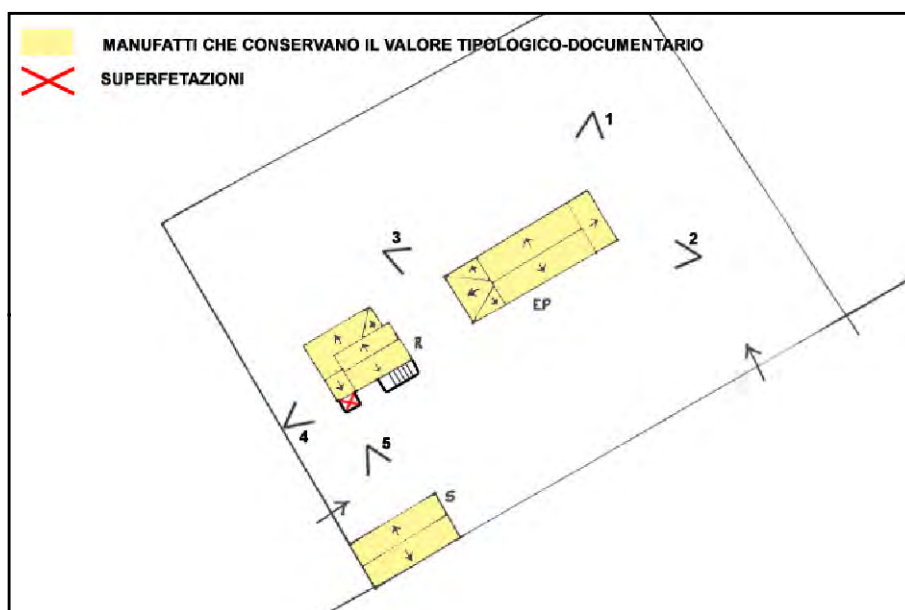 MANUFATTI CHE CONSERVANO IL VALORE TIPOLOGICO-DOCUMENTARIO
SUPERFETAZIONI
1
2
3
EP
R
4
5
S